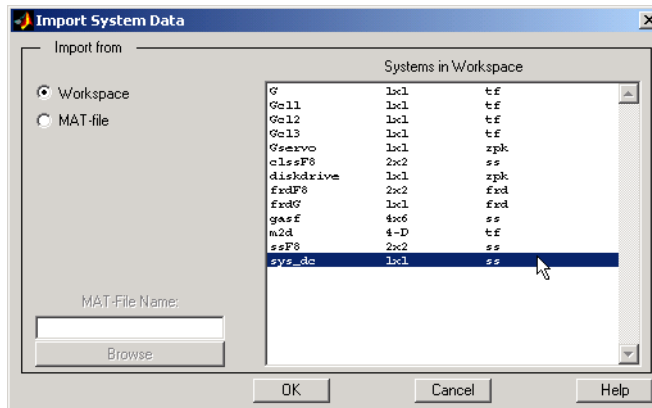 Import System Data
Import from
Systems in Workspace
Workspace
MAT-file
G 1x1 tf
Gcl1 1x1 tf
Gcl2 1x1 tf
Gcl3 1x1 tf
Gservo 1x1 zpk
clssF8 2x2 ss
diskdrive 1x1 zpk
frdF8 2x2 frd
frdG 1x1 frd
gasf 4x6 ss
m2d 4-D tf
ssF8 2x2 ss
sys_dc 1x1 ss
MAT-File Name:
Browse
OK Cancel Help